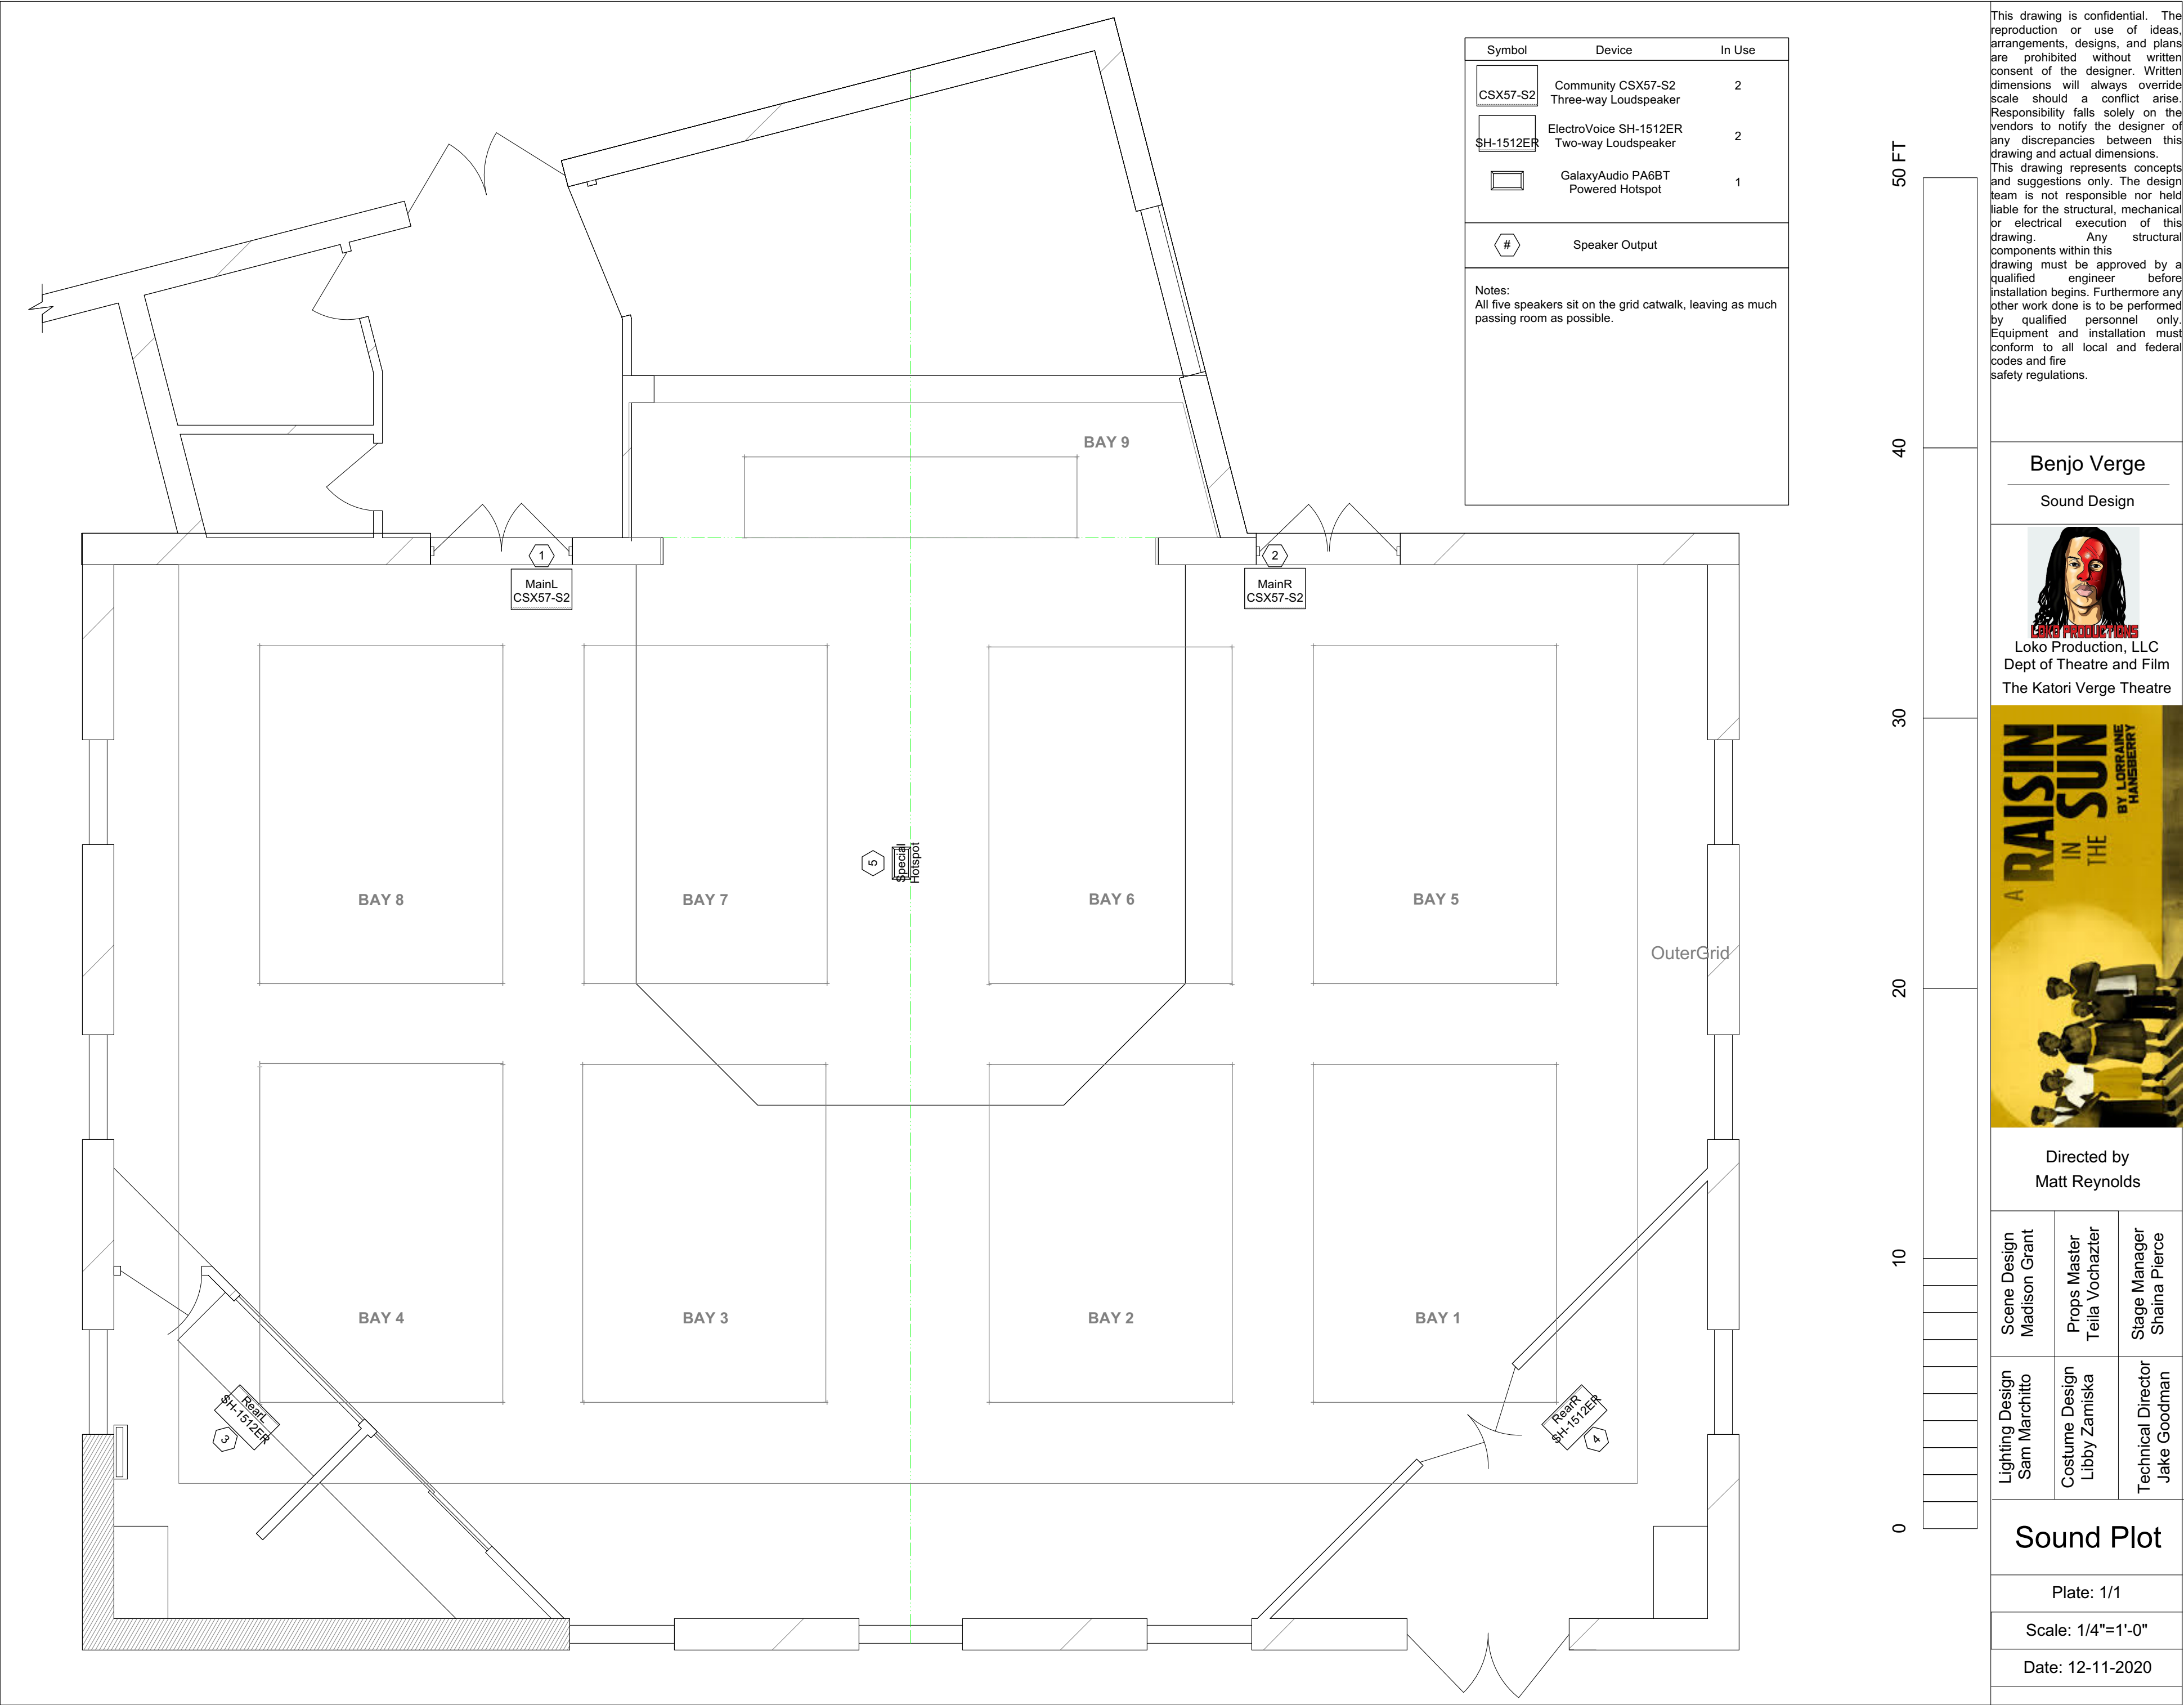 Symbol Device In Use
CSX57-S2
Community CSX57-S2
Three-way Loudspeaker
2
SH-1512ER
ElectroVoice SH-1512ER
Two-way Loudspeaker
2
GalaxyAudio PA6BT
Powered Hotspot
1
# Speaker Output
Notes:
All five speakers sit on the grid catwalk, leaving as much
passing room as possible.
BAY 9
1
MainL
CSX57-S2
2
MainR
CSX57-S2
5
Special
Hotspot
BAY 8
BAY 7
BAY 6
BAY 5
OuterGrid
BAY 4
BAY 3
BAY 2
BAY 1
RearL
SH-1512ER
3
RearR
SH-1512ER
4
50 FT
40
30
20
10
0
This drawing is confidential. The
reproduction or use of ideas,
arrangements, designs, and plans
are prohibited without written
consent of the designer. Written
dimensions will always override
scale should a conflict arise.
Responsibility falls solely on the
vendors to notify the designer of
any discrepancies between this
drawing and actual dimensions.
This drawing represents concepts
and suggestions only. The design
team is not responsible nor held
liable for the structural, mechanical
or electrical execution of this
drawing. Any structural
components within this
drawing must be approved by a
qualified engineer before
installation begins. Furthermore any
other work done is to be performed
by qualified personnel only.
Equipment and installation must
conform to all local and federal
codes and fire
safety regulations.
Benjo Verge
Sound Design
LOKO PRODUCTIONS
Loko Production, LLC
Dept of Theatre and Film
The Katori Verge Theatre
A RAISIN
IN THE SUN
BY LORRAINE
HANSBERRY
Directed by
Matt Reynolds
Scene Design
Madison Grant
Props Master
Teila Vochazter
Stage Manager
Shaina Pierce
Lighting Design
Sam Marchitto
Costume Design
Libby Zamiska
Technical Director
Jake Goodman
Sound Plot
Plate: 1/1
Scale: 1/4"=1'-0"
Date: 12-11-2020